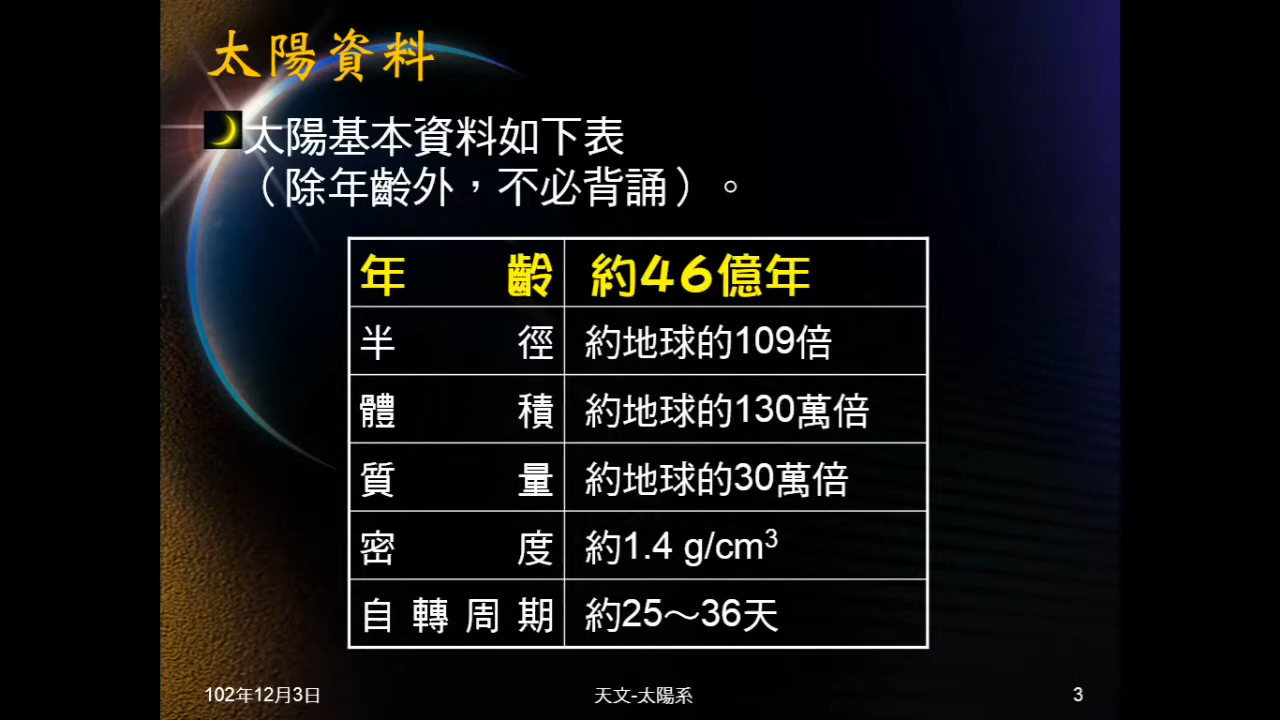 太陽資料
太陽基本資料如下表
（除年齡外，不必背誦）。
年齡 約46億年
半徑 約地球的109倍
體積 約地球的130萬倍
質量 約地球的30萬倍
密度 約1.4 g/cm³
自轉周期 約25～36天
102年12月3日 天文-太陽系 3